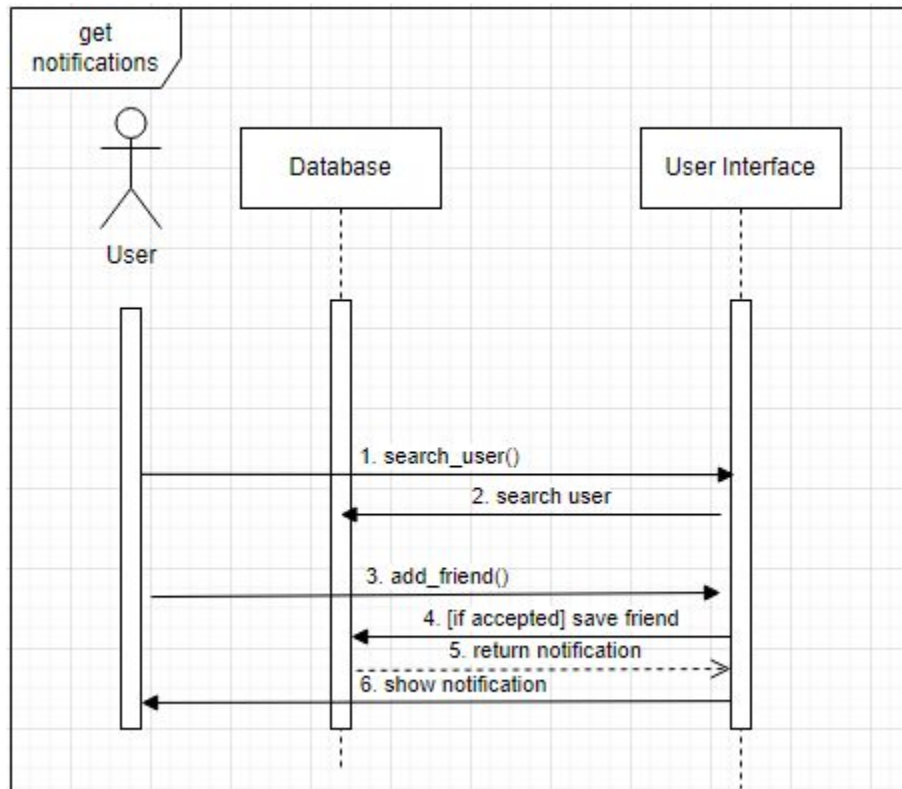 get
notifications
Database
User Interface
User
1. search_user()
2. search user
3. add_friend()
4. [if accepted] save friend
5. return notification
6. show notification